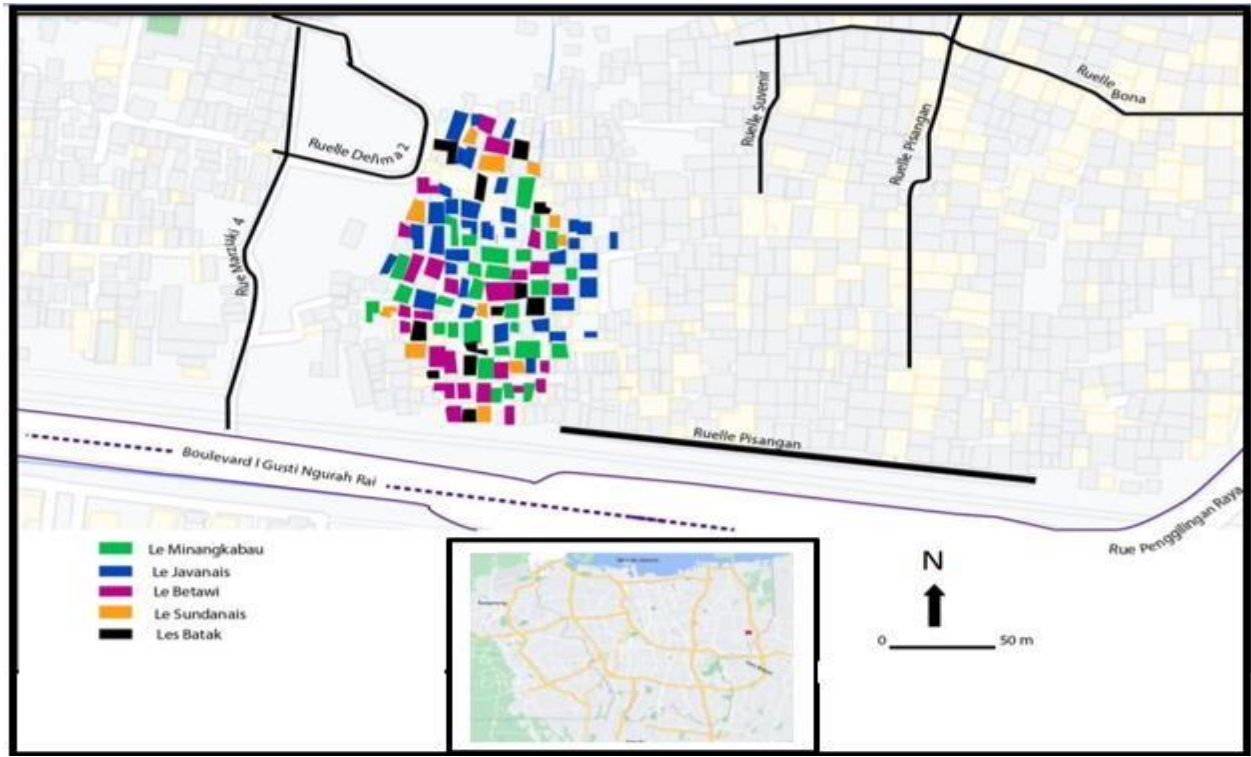 Ruelle Suvenir
Ruelle Pisangan
Ruelle
Bona
Ruelle Defima 2
Rue Marzuki 4
Ruelle Pisangan
Boulevard I Gusti Ngurah Rai
Rue Penggilingan Raya
Le Minangkabau
Le Javanais
Le Betawi
Le Sundanais
Les Batak
N
0 50 m